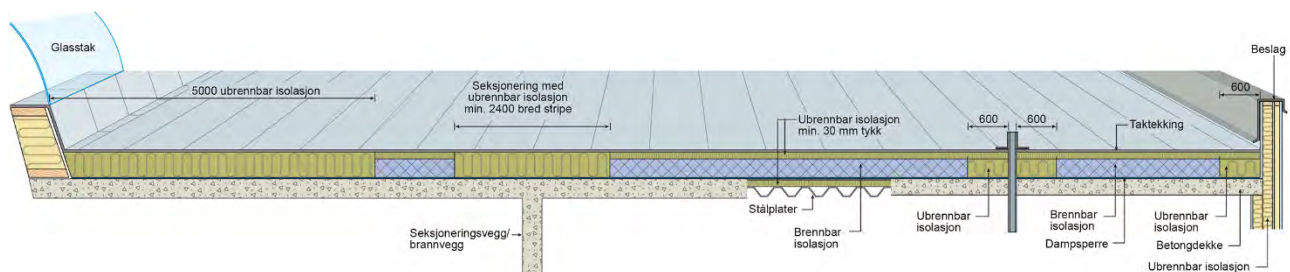 Glasstak
5000 ubrennbar isolasjon
Seksjonering med
ubrennbar isolasjon
min. 2400 bred stripe
Ubrennbar isolasjon
min. 30 mm tykk
600
600
Taktekking
600
Beslag
Seksjoneringsvegg/
brannvegg
Stålplater
Brennbar
isolasjon
Ubrennbar
isolasjon
Brennbar
isolasjon
Dampsperre
Ubrennbar
isolasjon
Betongdekke
Ubrennbar isolasjon